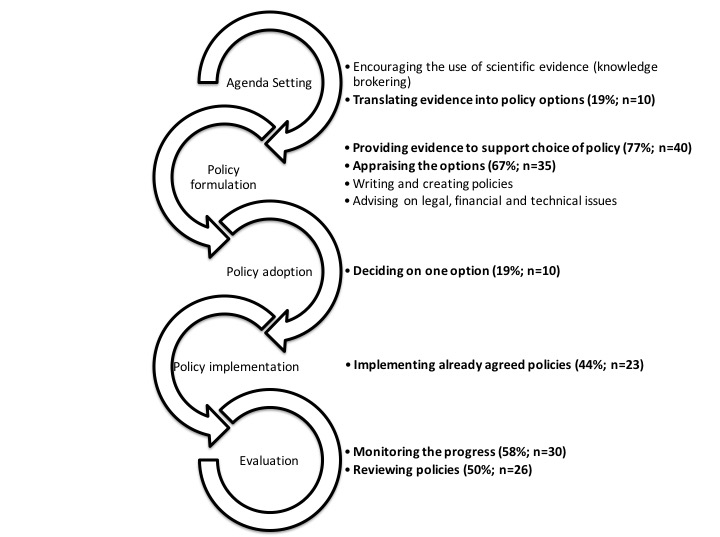 Agenda Setting
• Encouraging the use of scientific evidence (knowledge
brokering)
• Translating evidence into policy options (19%; n=10)
Policy
formulation
• Providing evidence to support choice of policy (77%; n=40)
• Appraising the options (67%; n=35)
• Writing and creating policies
• Advising on legal, financial and technical issues
Policy adoption
• Deciding on one option (19%; n=10)
Policy implementation
• Implementing already agreed policies (44%; n=23)
Evaluation
• Monitoring the progress (58%; n=30)
• Reviewing policies (50%; n=26)